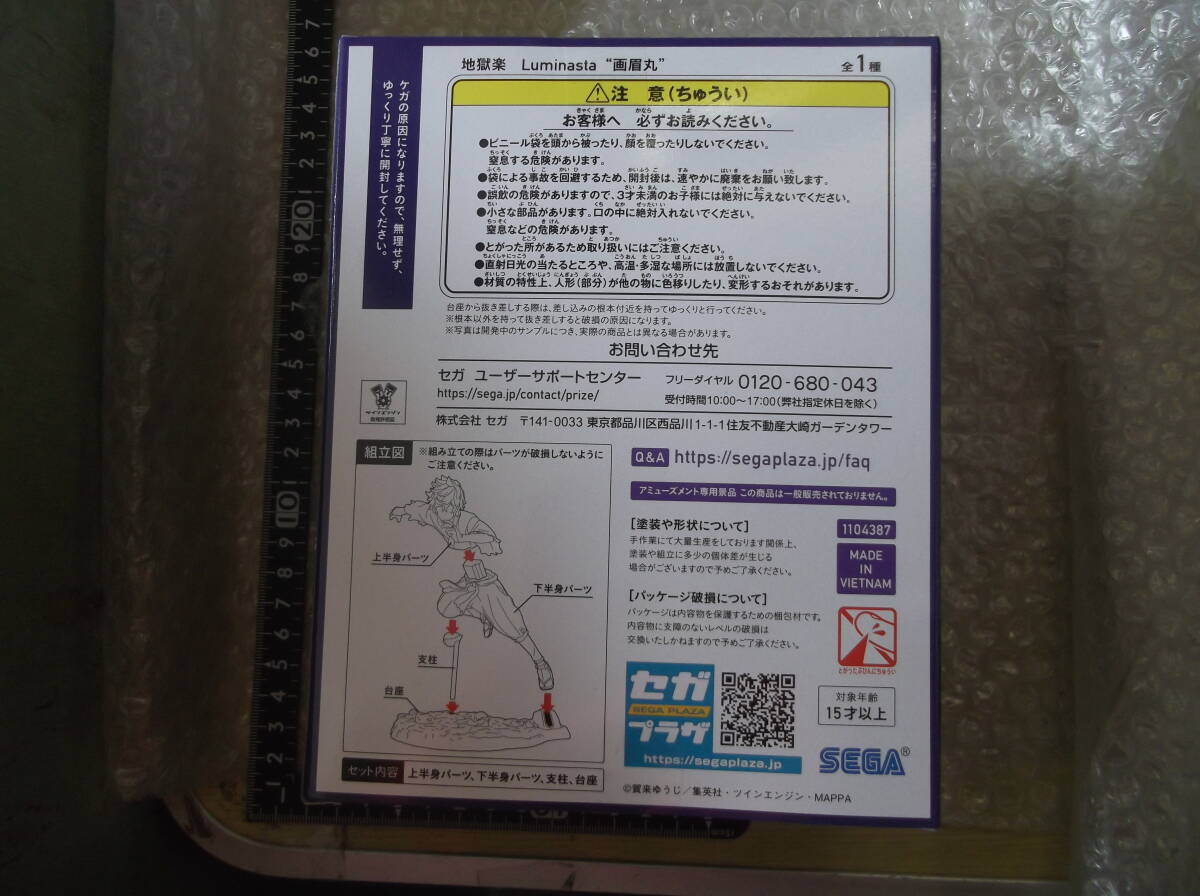 地獄楽 Luminasta “画眉丸”
全1種
ケガの原因になりますので、無理せず、
ゆっくり丁寧に開封してください。
注 意(ちゅうい)
お客様へ 必ずお読みください。
●ビニール袋を頭から被ったり、顔を覆ったりしないでください。
窒息する危険があります。
●袋による事故を回避するため、開封後は、速やかに廃棄をお願い致します。
●誤飲の危険がありますので、3才未満のお子様には絶対に与えないでください。
●小さな部品があります。口の中に絶対入れないでください。
窒息などの危険があります。
●とがった所があるため取り扱いにはご注意ください。
●直射日光の当たるところや、高温・多湿な場所には放置しないでください。
●材質の特性上、人形(部分)が他の物に色移りしたり、変形するおそれがあります。
台座から抜き差しする際は、差し込みの根本付近を持ってゆっくりと行ってください。
※根本以外を持って抜き差しすると破損の原因になります。
※写真は開発中のサンプルにつき、実際の商品とは異なる場合があります。
お問い合わせ先
セガ ユーザーサポートセンター
フリーダイヤル 0120-680-043
https://sega.jp/contact/prize/
受付時間10:00〜17:00(弊社指定休日を除く)
株式会社 セガ 〒141-0033 東京都品川区西品川1-1-1住友不動産大崎ガーデンタワー
ツインエンジン
組立図
※組み立ての際はパーツが破損しないように
ご注意ください。
上半身パーツ
下半身パーツ
支柱
台座
セット内容
上半身パーツ、下半身パーツ、支柱、台座
Q&A https://segaplaza.jp/faq
アミューズメント専用景品 この商品は一般販売されておりません。
[塗装や形状について]
手作業にて大量生産をしております関係上、
塗装や組立に多少の個体差が生じる
場合がございますので予めご了承ください。
1104387
MADE
IN
VIETNAM
[パッケージ破損について]
パッケージは内容物を保護するための梱包材です。
内容物に支障のないレベルの破損は
交換いたしかねますので予めご了承ください。
とがったぶひんにちゅうい
セガ
SEGA PLAZA
プラザ
https://segaplaza.jp
対象年齢
15才以上
SEGA®
©賀来ゆうじ/集英社・ツインエンジン・MAPPA